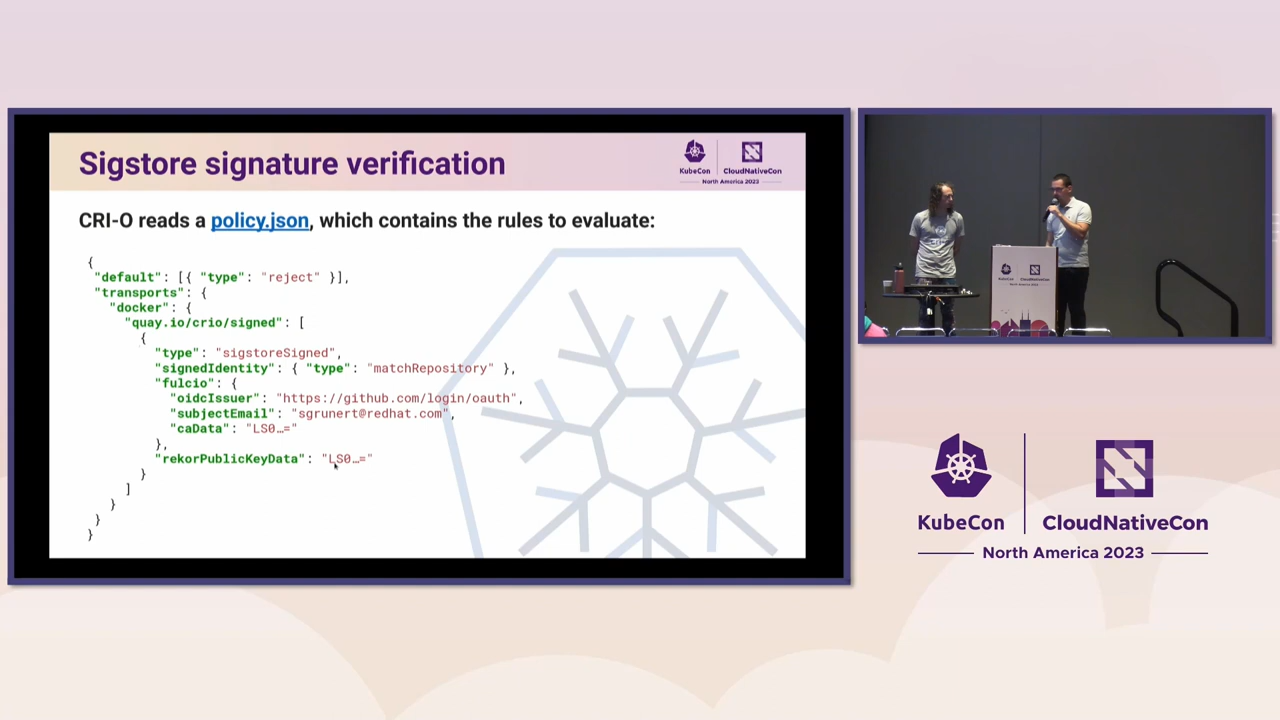 Sigstore signature verification
KubeCon
CloudNativeCon
North America 2023
CRI-O reads a policy.json, which contains the rules to evaluate:
{
"default": [{ "type": "reject" }],
"transports": {
"docker": {
"quay.io/crio/signed": [
{
"type": "sigstoreSigned",
"signedIdentity": { "type": "matchRepository" },
"fulcio": {
"oidcIssuer": "https://github.com/login/oauth",
"subjectEmail": "sgrunert@redhat.com",
"caData": "LS0…="
},
"rekorPublicKeyData": "LS0…="
}
]
}
}
}
KubeCon
CloudNativeCon
North America 2023